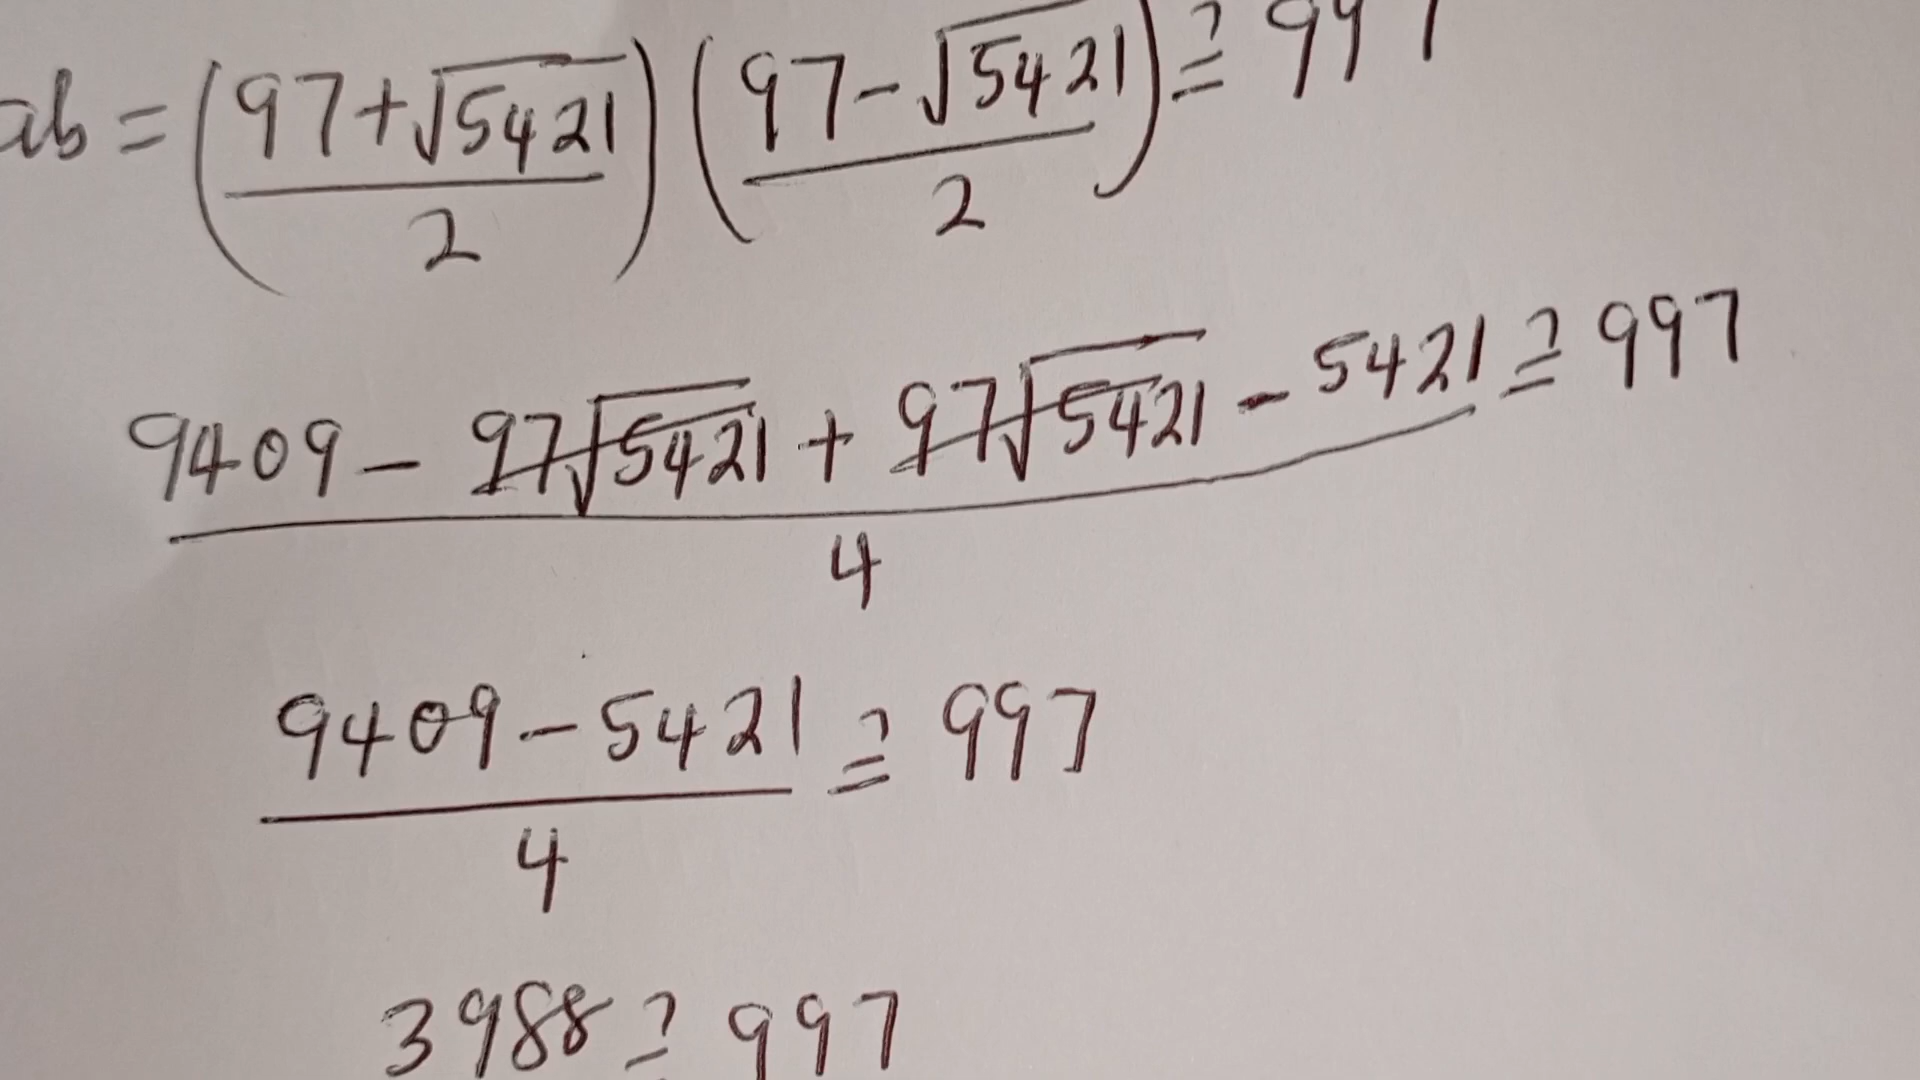 ab = ((97+√5421)/2)((97-√5421)/2) ≟ 997
(9409 - 97√5421 + 97√5421 - 5421)/4 ≟ 997
(9409 - 5421)/4 ≟ 997
3988 ≟ 997